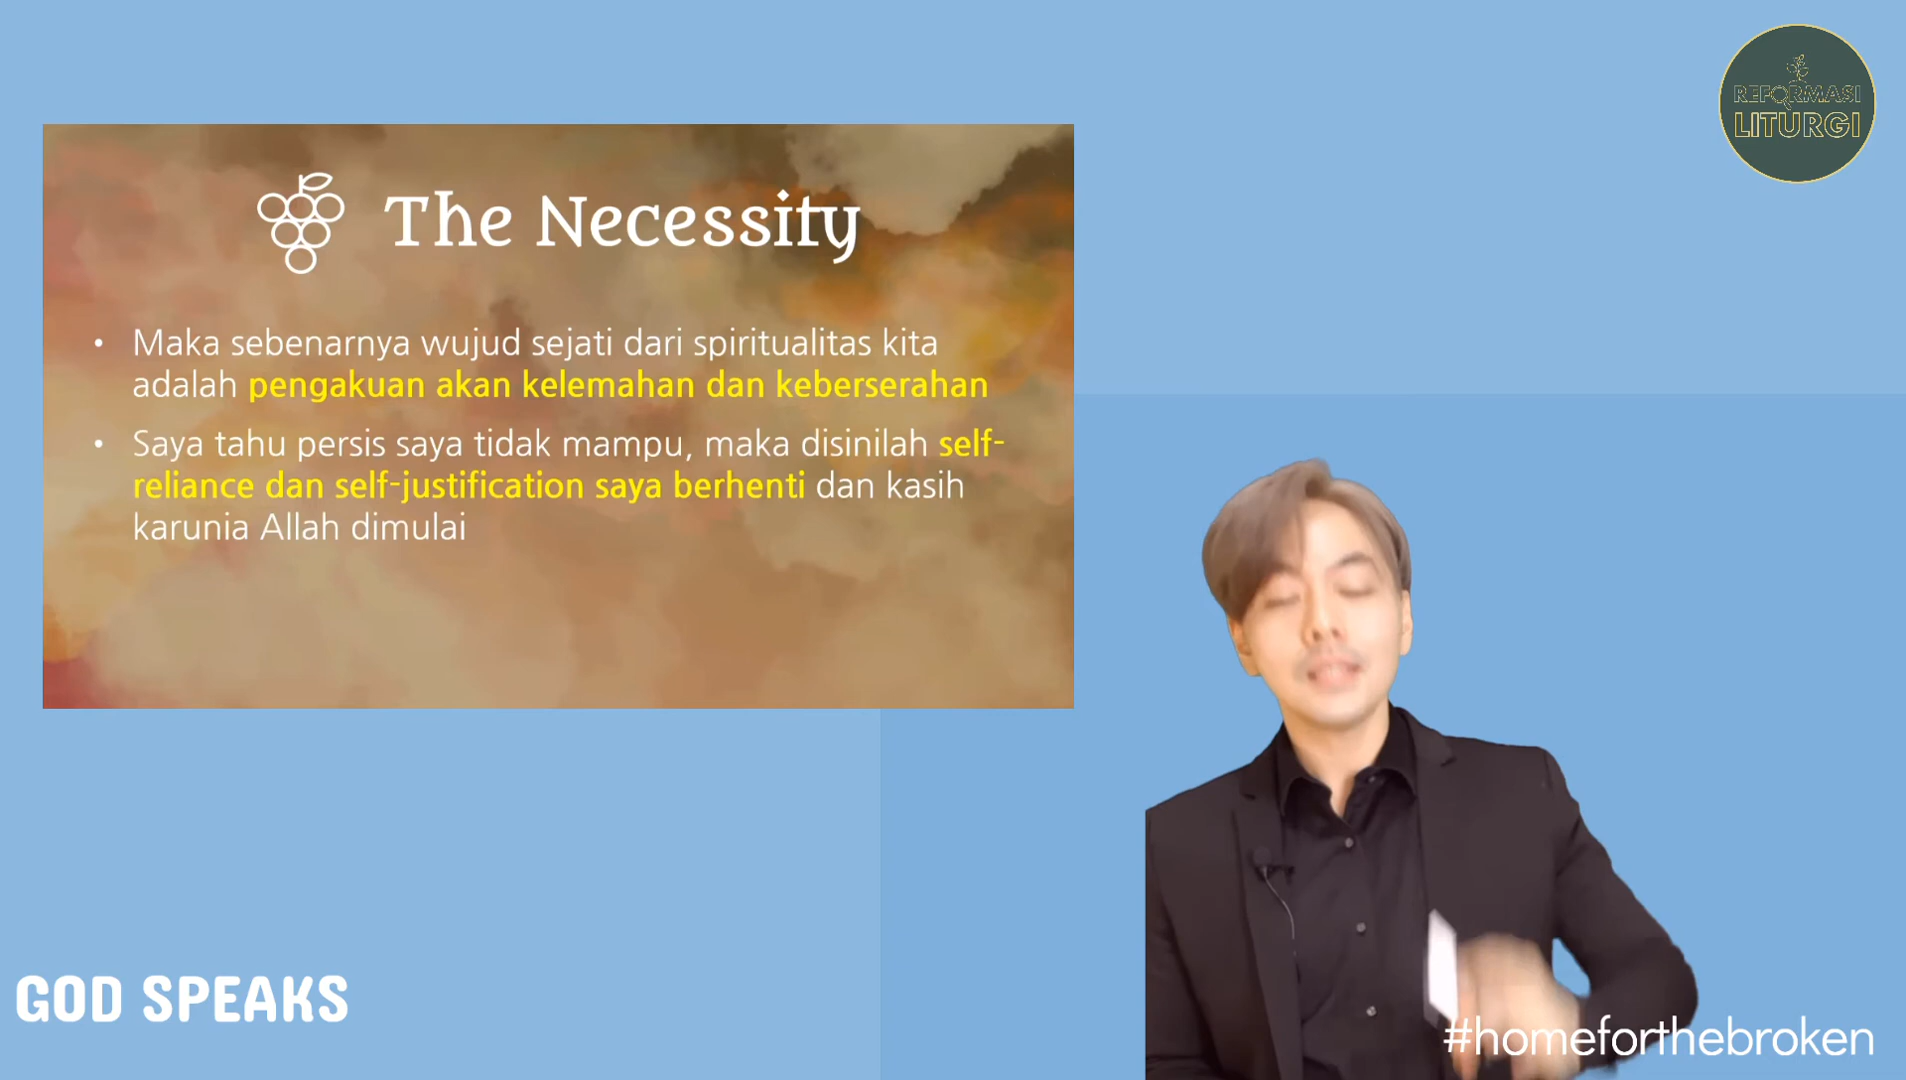 REFORMASI
LITURGI
The Necessity
• Maka sebenarnya wujud sejati dari spiritualitas kita
adalah pengakuan akan kelemahan dan keberserahan
• Saya tahu persis saya tidak mampu, maka disinilah self-
reliance dan self-justification saya berhenti dan kasih
karunia Allah dimulai
GOD SPEAKS
#homeforthebroken